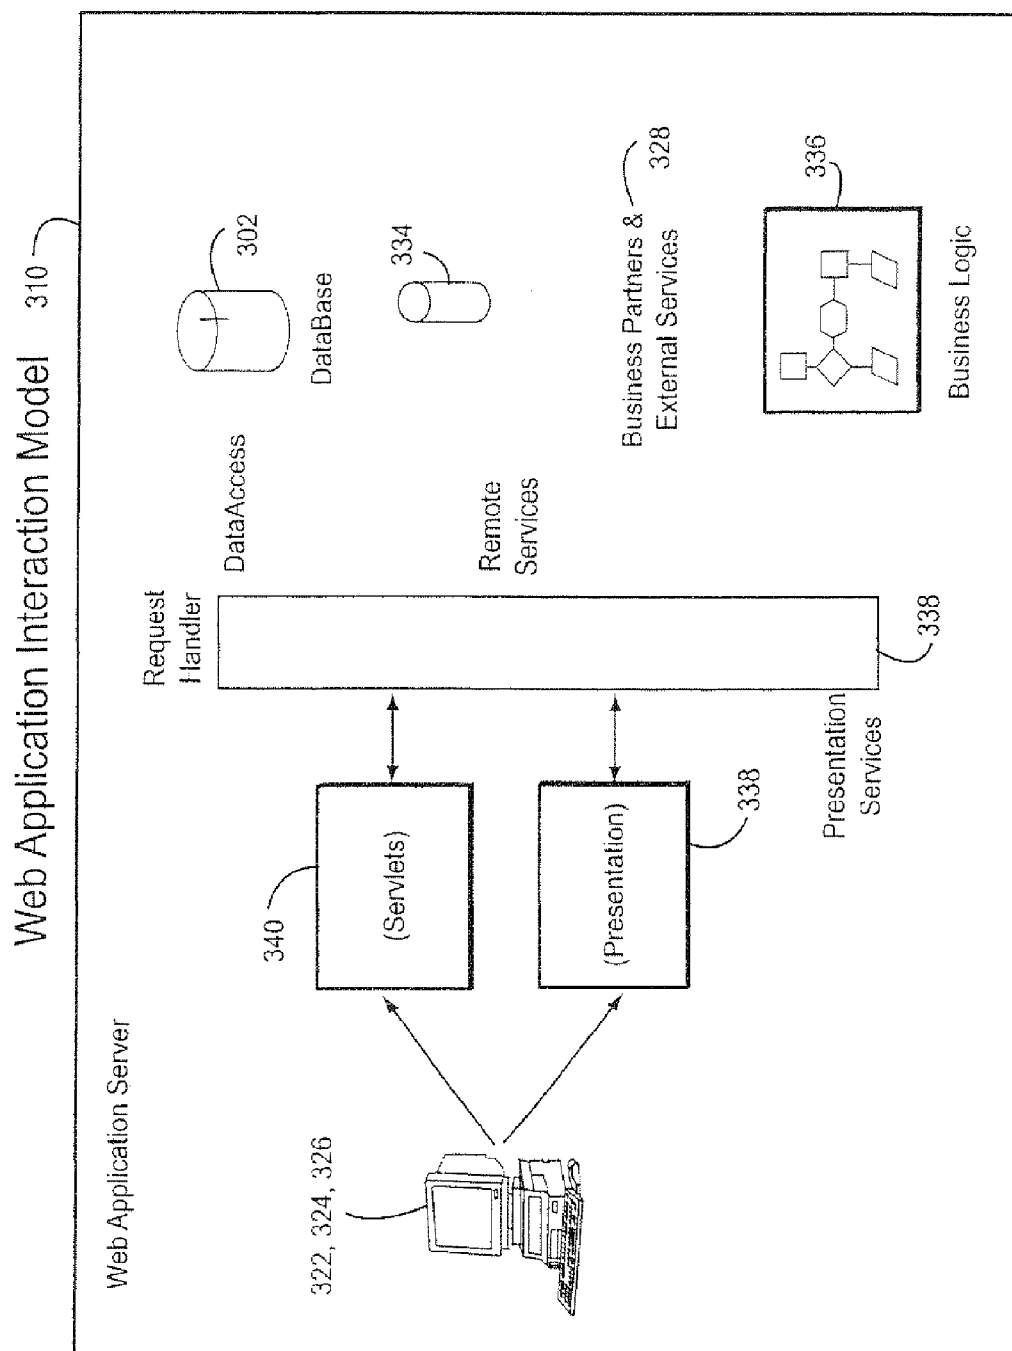 Web Application Interaction Model
310
Web Application Server
322, 324, 326
340
(Servlets)
(Presentation)
338
Request
Handler
338
Presentation
Services
DataAccess
302
DataBase
Remote
Services
334
Business Partners &
External Services
328
336
Business Logic